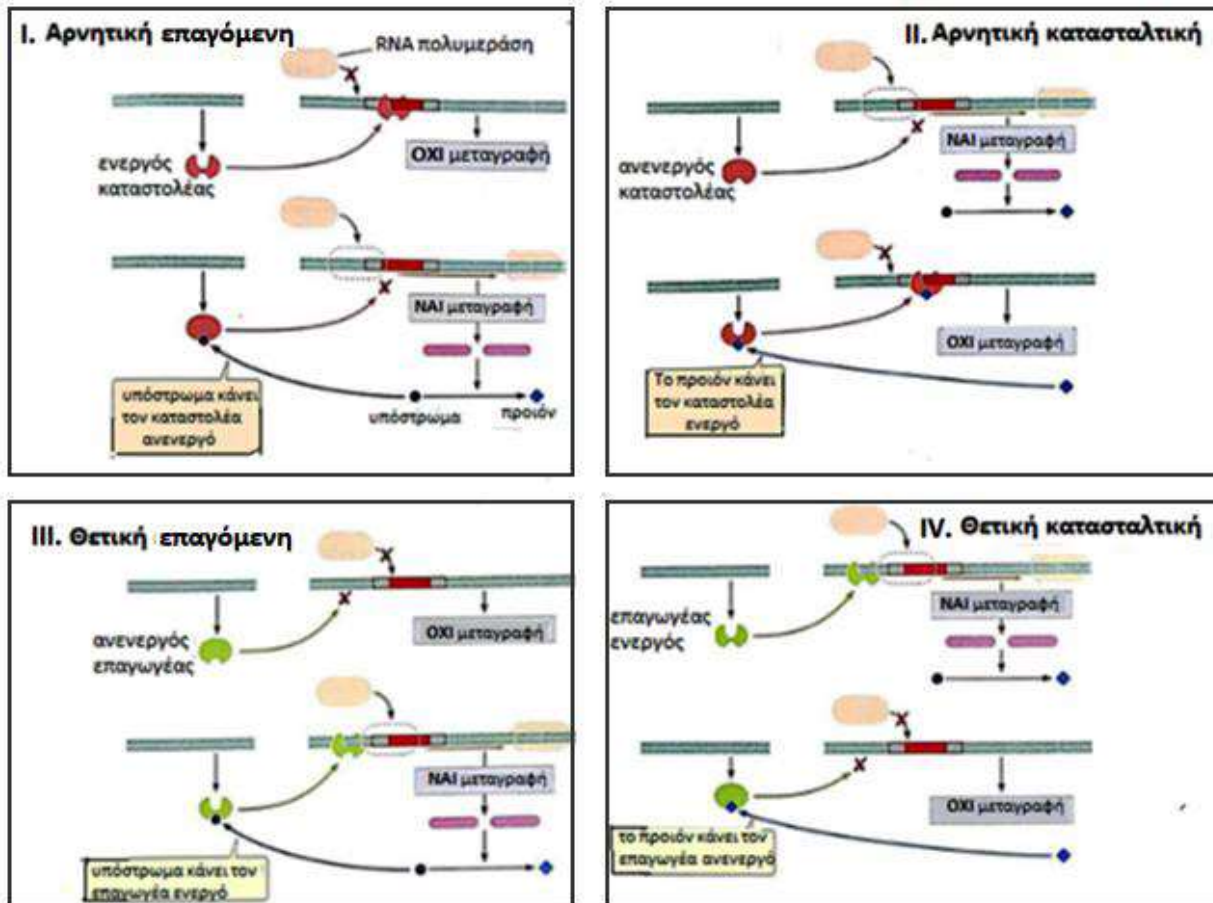 I. Αρνητική επαγόμενη
RNA πολυμεράση
ενεργός
καταστολέας
ΟΧΙ μεταγραφή
ΝΑΙ μεταγραφή
υπόστρωμα κάνει
τον καταστολέα
ανενεργό
υπόστρωμα
προιόν
II. Αρνητική κατασταλτική
ανενεργός
καταστολέας
ΝΑΙ μεταγραφή
ΟΧΙ μεταγραφή
Το προιόν κάνει
τον καταστολέα
ενεργό
III. Θετική επαγόμενη
ανενεργός
επαγωγέας
ΟΧΙ μεταγραφή
ΝΑΙ μεταγραφή
υπόστρωμα κάνει τον
επαγωγέα ενεργό
IV. Θετική κατασταλτική
επαγωγέας
ενεργός
ΝΑΙ μεταγραφή
ΟΧΙ μεταγραφή
το προιόν κάνει τον
επαγωγέα ανενεργό